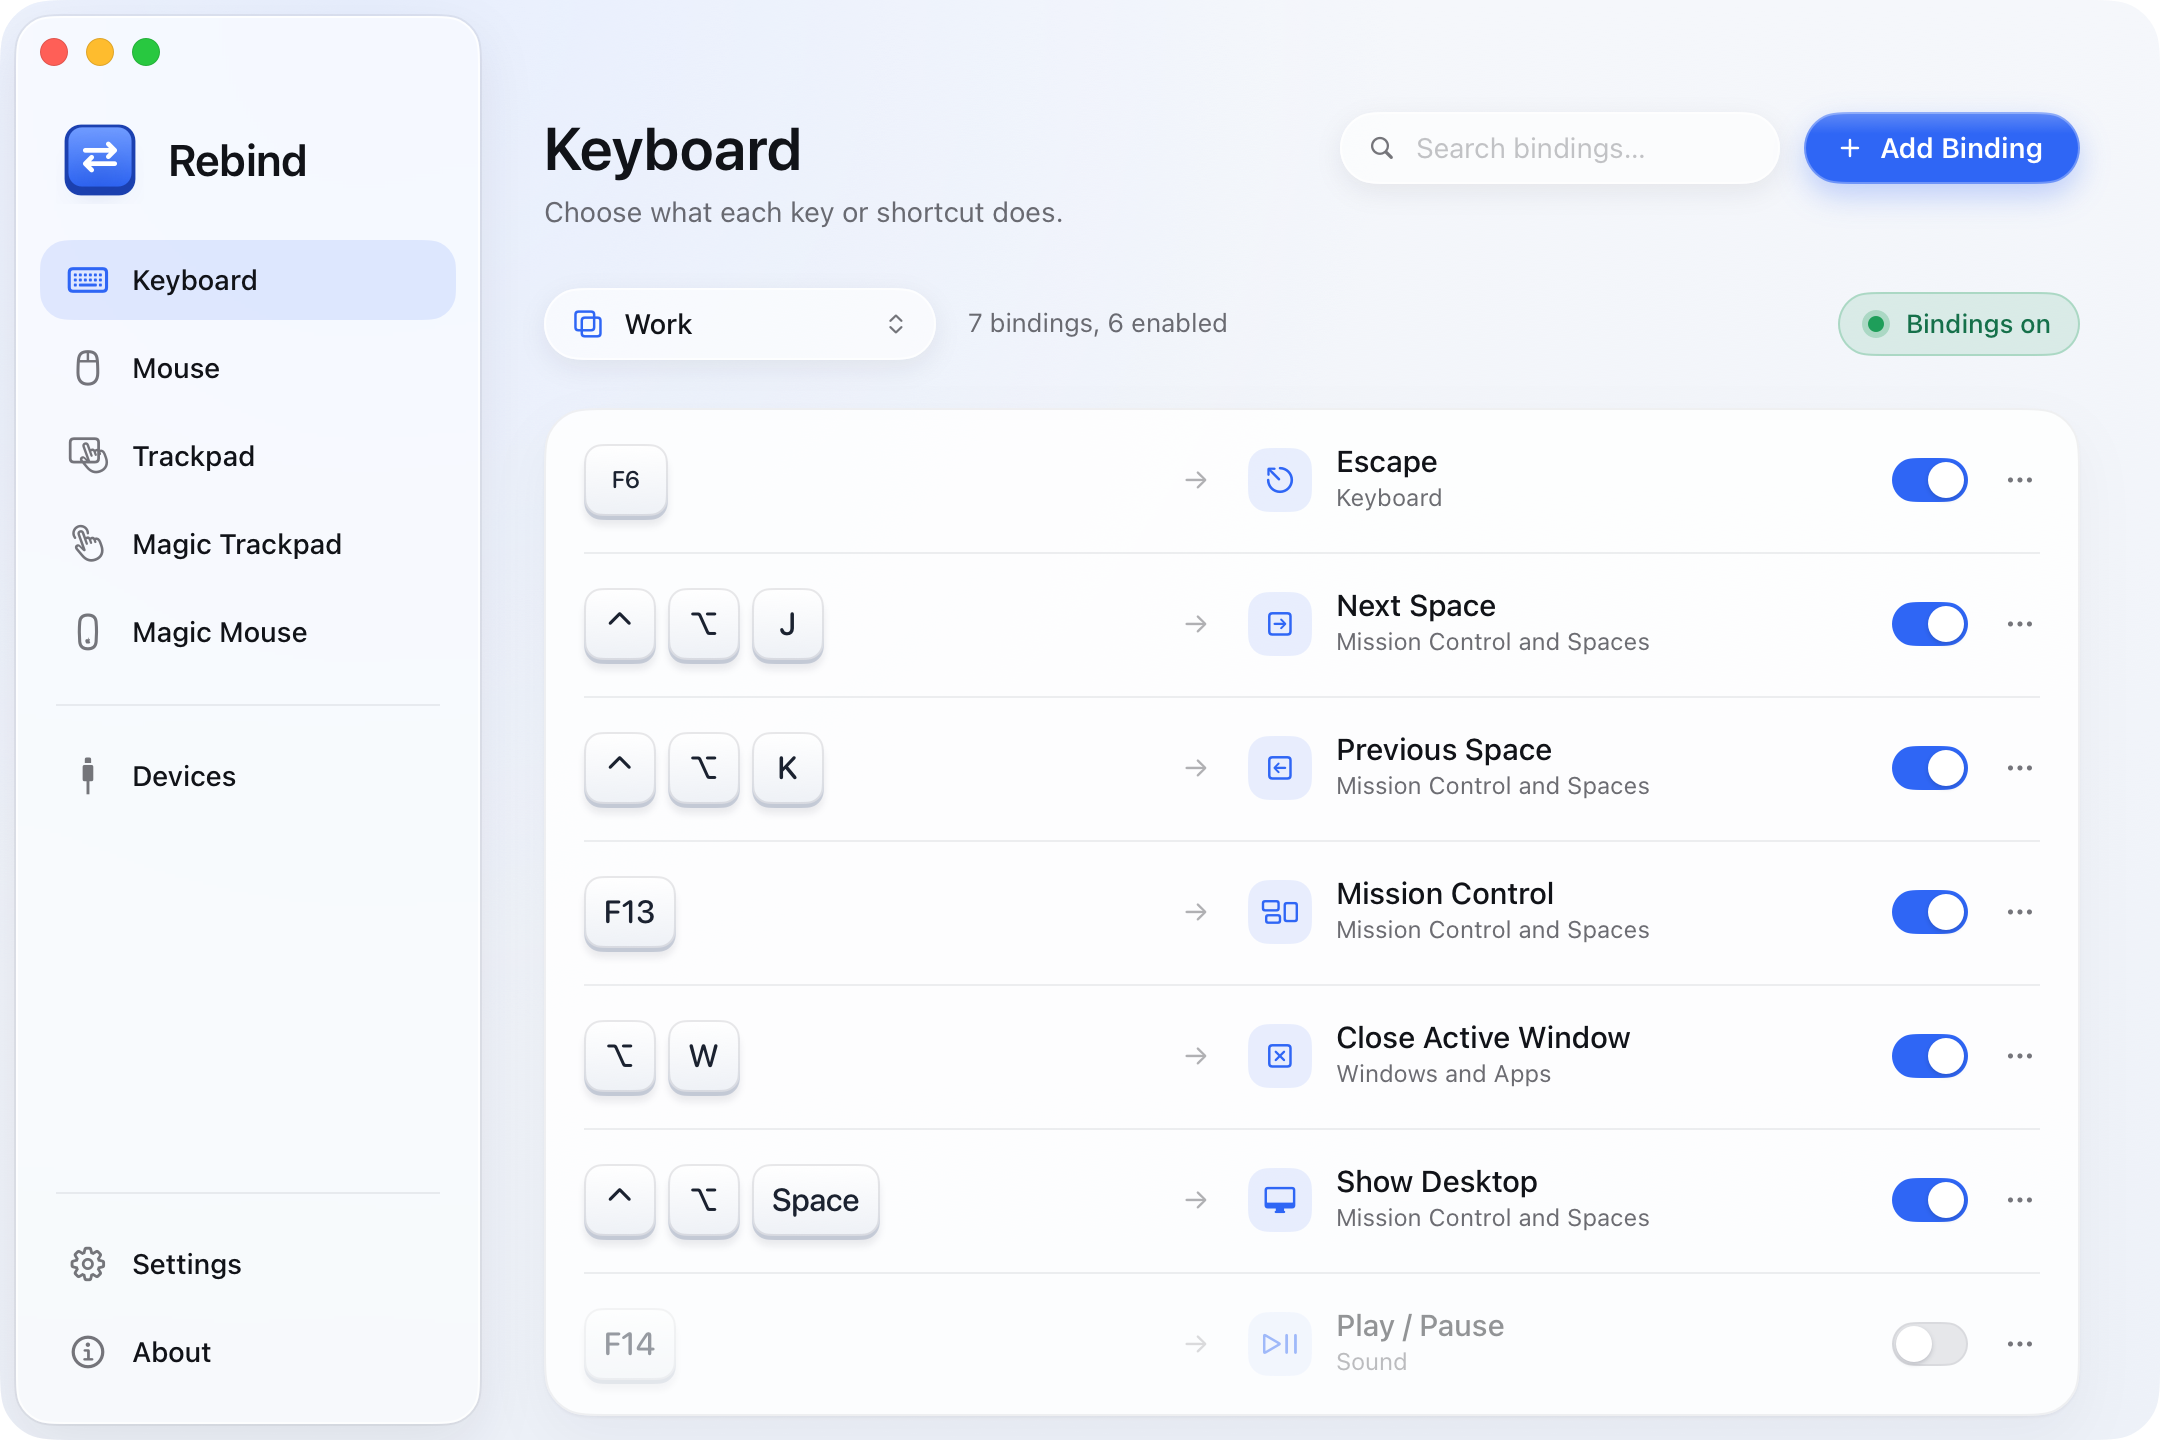 Rebind
Keyboard
Mouse
Trackpad
Magic Trackpad
Magic Mouse
Devices
Settings
About
Keyboard
Choose what each key or shortcut does.
Search bindings...
+ Add Binding
Work
7 bindings, 6 enabled
Bindings on
F6 → Escape
Keyboard
^ ⌥ J → Next Space
Mission Control and Spaces
^ ⌥ K → Previous Space
Mission Control and Spaces
F13 → Mission Control
Mission Control and Spaces
⌥ W → Close Active Window
Windows and Apps
^ ⌥ Space → Show Desktop
Mission Control and Spaces
F14 → Play / Pause
Sound